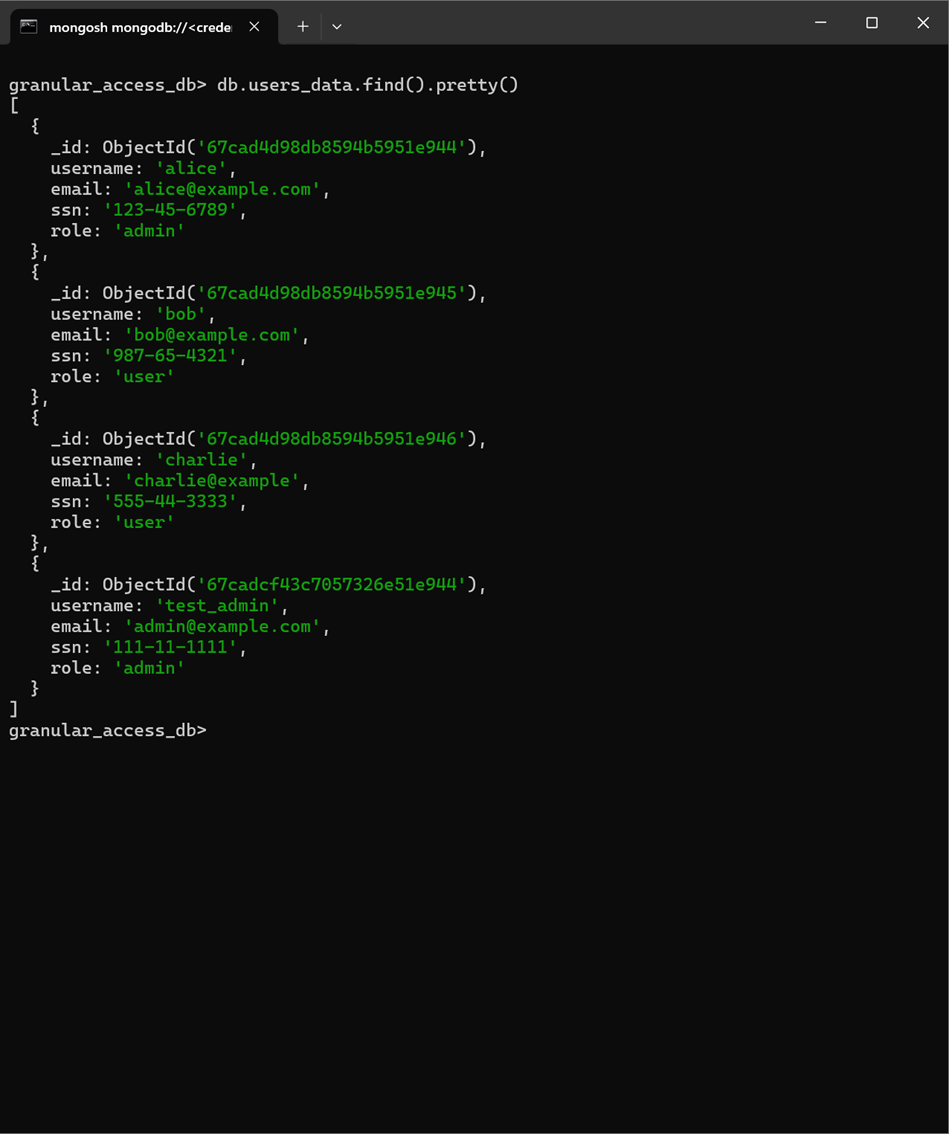 mongosh mongodb://<crede
granular_access_db> db.users_data.find().pretty()
[
  {
    _id: ObjectId('67cad4d98db8594b5951e944'),
    username: 'alice',
    email: 'alice@example.com',
    ssn: '123-45-6789',
    role: 'admin'
  },
  {
    _id: ObjectId('67cad4d98db8594b5951e945'),
    username: 'bob',
    email: 'bob@example.com',
    ssn: '987-65-4321',
    role: 'user'
  },
  {
    _id: ObjectId('67cad4d98db8594b5951e946'),
    username: 'charlie',
    email: 'charlie@example',
    ssn: '555-44-3333',
    role: 'user'
  },
  {
    _id: ObjectId('67cadcf43c7057326e51e944'),
    username: 'test_admin',
    email: 'admin@example.com',
    ssn: '111-11-1111',
    role: 'admin'
  }
]
granular_access_db>